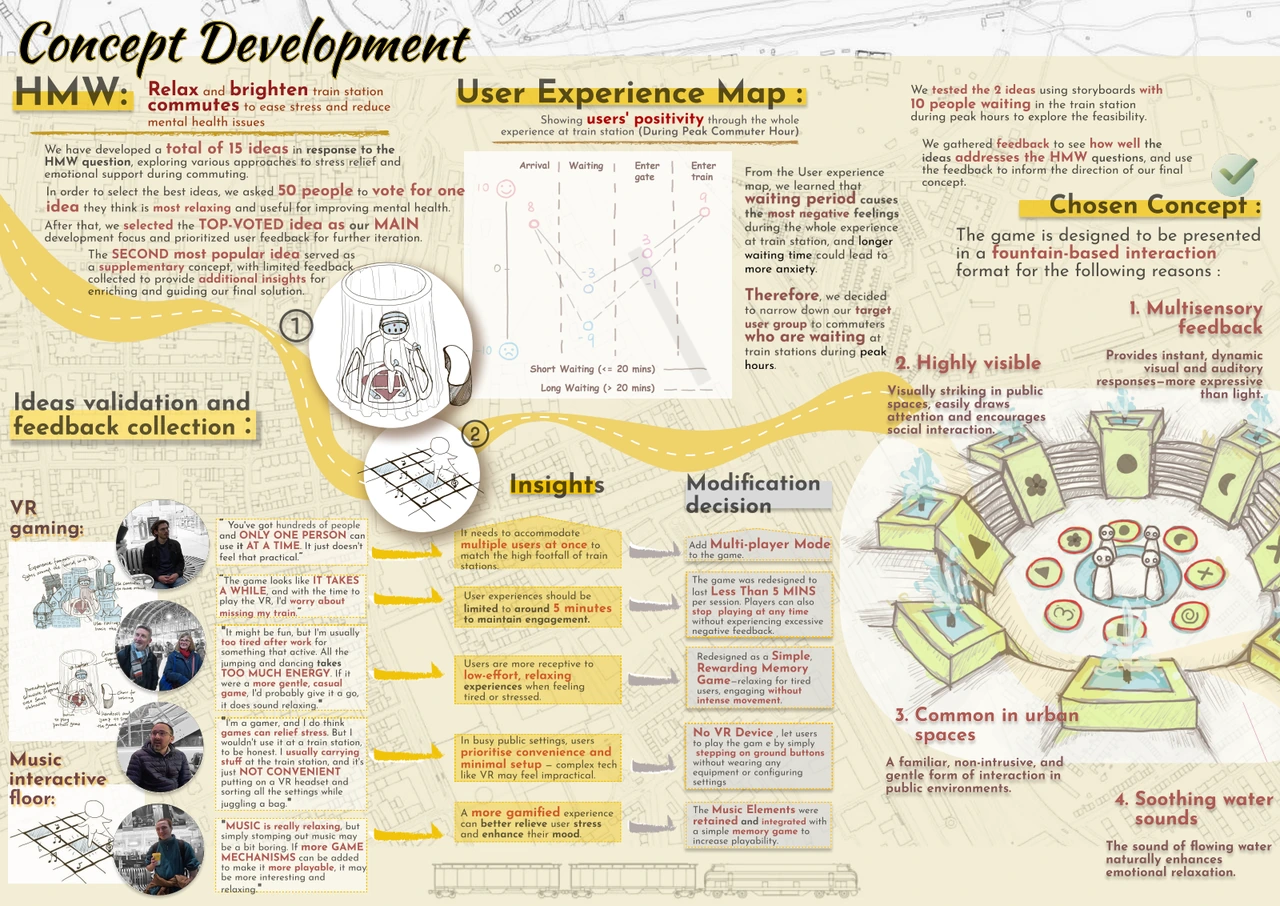 Concept Development
HMW:
Relax and brighten train station
commutes to ease stress and reduce
mental health issues
We have developed a total of 15 ideas in response to the
HMW question, exploring various approaches to stress relief and
emotional support during commuting.
In order to select the best ideas, we asked 50 people to vote for one
idea they think is most relaxing and useful for improving mental health.
After that, we selected the TOP-VOTED idea as our MAIN
development focus and prioritized user feedback for further iteration.
The SECOND most popular idea served as
a supplementary concept, with limited feedback
collected to provide additional insights for
enriching and guiding our final solution.
1
2
User Experience Map :
Showing users' positivity through the whole
experience at train station (During Peak Commuter Hour)
Arrival
Waiting
Enter
gate
Enter
train
10
8
9
3
0
0
-1
-3
0
-9
-10
Short Waiting (<= 20 mins)
Long Waiting (> 20 mins)
From the User experience
map, we learned that
waiting period causes
the most negative feelings
during the whole experience
at train station, and longer
waiting time could lead to
more anxiety.
Therefore, we decided
to narrow down our target
user group to commuters
who are waiting at
train stations during peak
hours.
We tested the 2 ideas using storyboards with
10 people waiting in the train station
during peak hours to explore the feasibility.
We gathered feedback to see how well the
ideas addresses the HMW questions, and use
the feedback to inform the direction of our final
concept.
Chosen Concept :
The game is designed to be presented
in a fountain-based interaction
format for the following reasons :
1. Multisensory
feedback
Provides instant, dynamic
visual and auditory
responses—more expressive
than light.
2. Highly visible
Visually striking in public
spaces, easily draws
attention and encourages
social interaction.
3. Common in urban
spaces
A familiar, non-intrusive, and
gentle form of interaction in
public environments.
4. Soothing water
sounds
The sound of flowing water
naturally enhances
emotional relaxation.
Ideas validation and
feedback collection :
VR
gaming:
Music
interactive
floor:
"You've got hundreds of people
and ONLY ONE PERSON can
use it AT A TIME. It just doesn't
feel that practical."
"The game looks like IT TAKES
A WHILE, and with the time to
play the VR, I'd worry about
missing my train."
"It might be fun, but I'm usually
too tired after work for
something that active. All the
jumping and dancing takes
TOO MUCH ENERGY. If it
were a more gentle, casual
game, I'd probably give it a go,
it does sound relaxing."
"I'm a gamer, and I do think
games can relief stress. But I
wouldn't use it at a train station,
to be honest. I usually carrying
stuff at the train station, and it's
just NOT CONVENIENT
putting on a VR headset and
sorting all the settings while
juggling a bag."
"MUSIC is really relaxing, but
simply stomping out music may
be a bit boring. If more GAME
MECHANISMS can be added
to make it more playable, it may
be more interesting and
relaxing."
Insights
It needs to accommodate
multiple users at once to
match the high footfall of train
stations.
User experiences should be
limited to around 5 minutes
to maintain engagement.
Users are more receptive to
low-effort, relaxing
experiences when feeling
tired or stressed.
In busy public settings, users
prioritise convenience and
minimal setup — complex tech
like VR may feel impractical.
A more gamified experience
can better relieve user stress
and enhance their mood.
Modification
decision
Add Multi-player Mode
to the game.
The game was redesigned to
last Less Than 5 MINS
per session. Players can also
stop playing at any time
without experiencing excessive
negative feedback.
Redesigned as a Simple,
Rewarding Memory
Game—relaxing for tired
users, engaging without
intense movement.
No VR Device , let users
to play the gam e by simply
stepping on ground buttons
without wearing any
equipment or configuring
settings
The Music Elements were
retained and integrated with
a simple memory game to
increase playability.